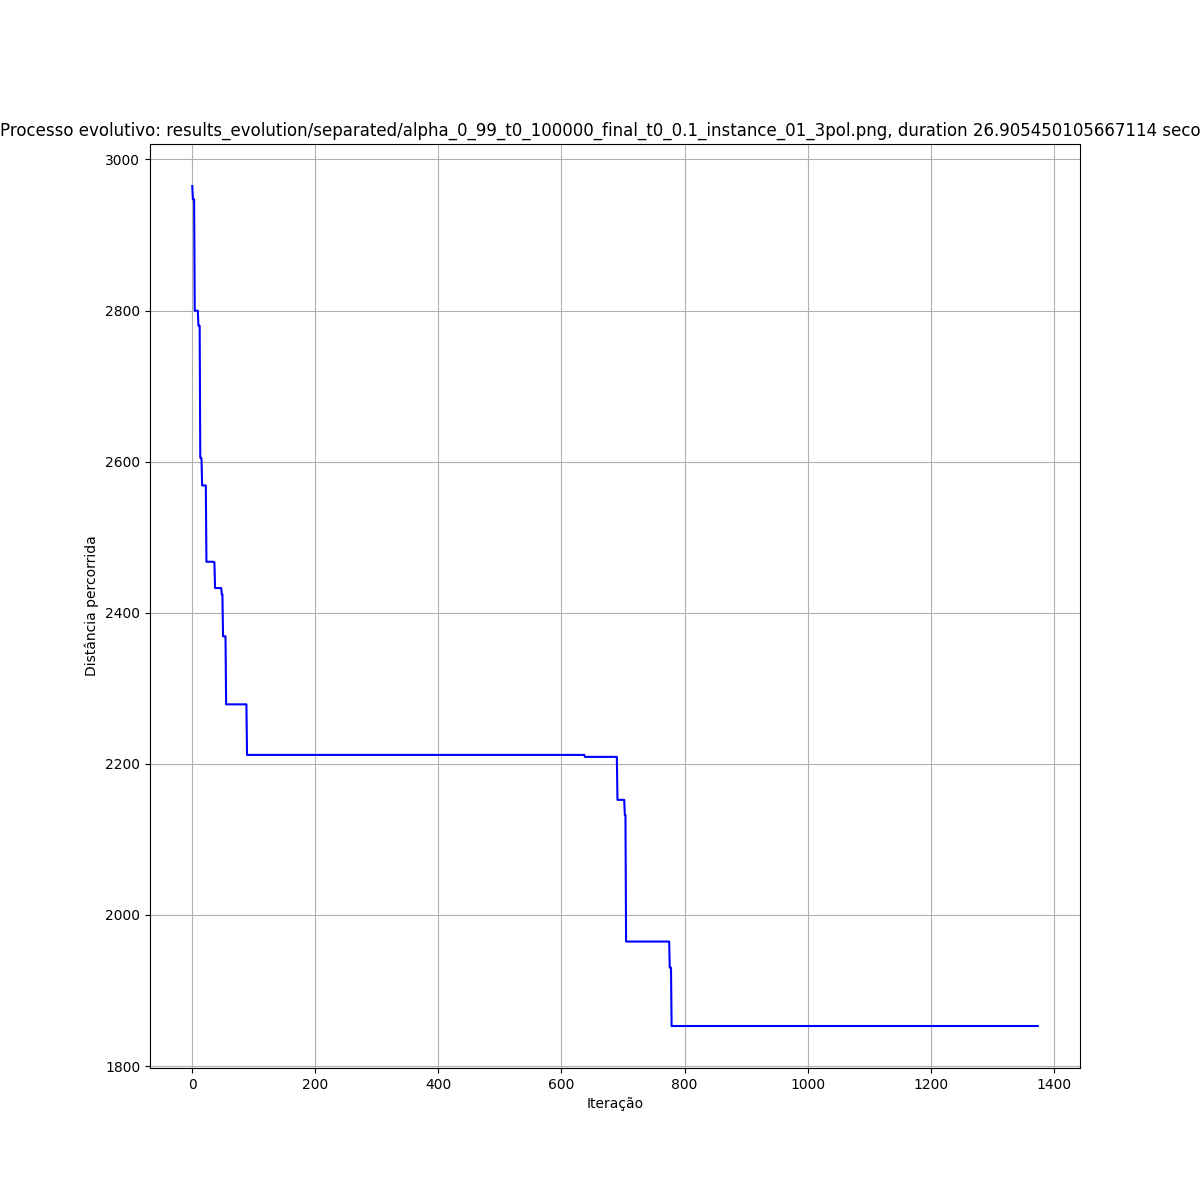 Processo evolutivo: results_evolution/separated/alpha_0_99_t0_100000_final_t0_0.1_instance_01_3pol.png, duration 26.905450105667114 seco
3000
2800
2600
2400
2200
2000
1800
Distância percorrida
0 200 400 600 800 1000 1200 1400
Iteração